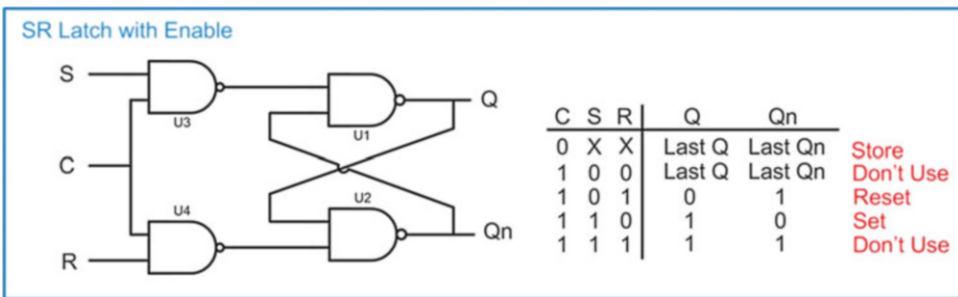 SR Latch with Enable
S
U3
Q
U1
C
U2
U4
Qn
R
C S R Q Qn
0 X X Last Q Last Qn Store
1 0 0 Last Q Last Qn Don't Use
1 0 1 0 1 Reset
1 1 0 1 0 Set
1 1 1 1 1 Don't Use